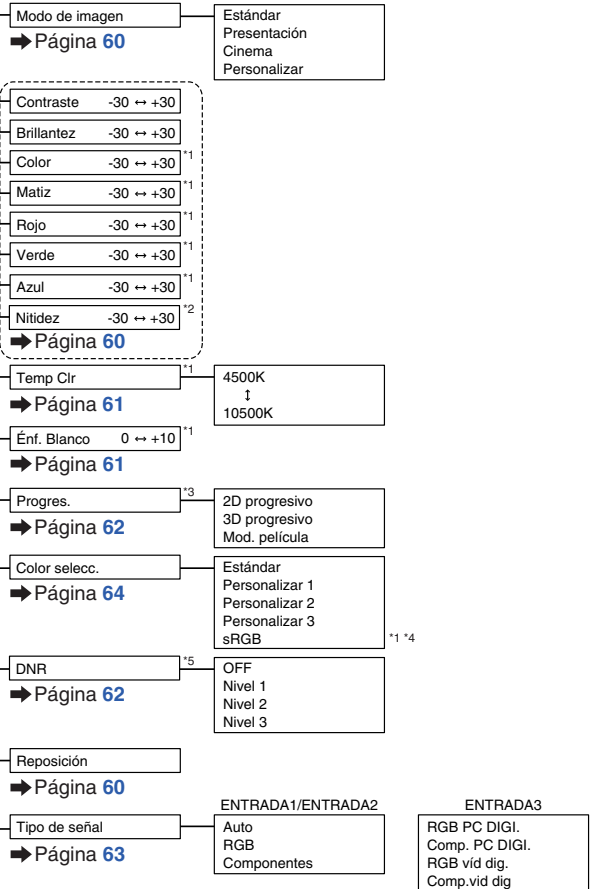 Modo de imagen
➡Página 60
Estándar
Presentación
Cinema
Personalizar
Contraste -30 ↔ +30
Brillantez -30 ↔ +30
Color -30 ↔ +30 *1
Matiz -30 ↔ +30 *1
Rojo -30 ↔ +30 *1
Verde -30 ↔ +30 *1
Azul -30 ↔ +30 *1
Nitidez -30 ↔ +30 *2
➡Página 60
Temp Clr *1
➡Página 61
4500K
↕
10500K
Énf. Blanco 0 ↔ +10 *1
➡Página 61
Progres. *3
➡Página 62
2D progresivo
3D progresivo
Mod. película
Color selecc.
➡Página 64
Estándar
Personalizar 1
Personalizar 2
Personalizar 3
sRGB *1 *4
DNR *5
➡Página 62
OFF
Nivel 1
Nivel 2
Nivel 3
Reposición
➡Página 60
Tipo de señal
➡Página 63
ENTRADA1/ENTRADA2
Auto
RGB
Componentes
ENTRADA3
RGB PC DIGI.
Comp. PC DIGI.
RGB víd dig.
Comp.vid dig